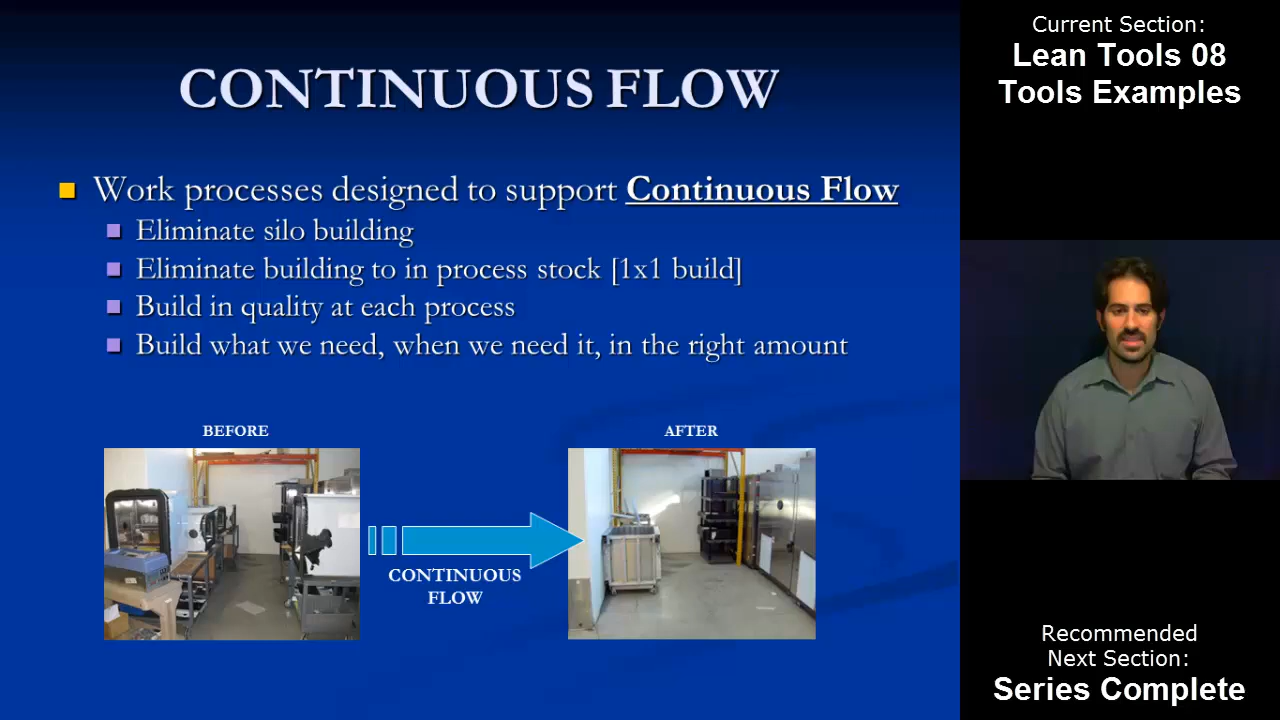 CONTINUOUS FLOW
Work processes designed to support Continuous Flow
Eliminate silo building
Eliminate building to in process stock [1x1 build]
Build in quality at each process
Build what we need, when we need it, in the right amount
BEFORE
AFTER
CONTINUOUS
FLOW
Current Section:
Lean Tools 08
Tools Examples
Recommended
Next Section:
Series Complete